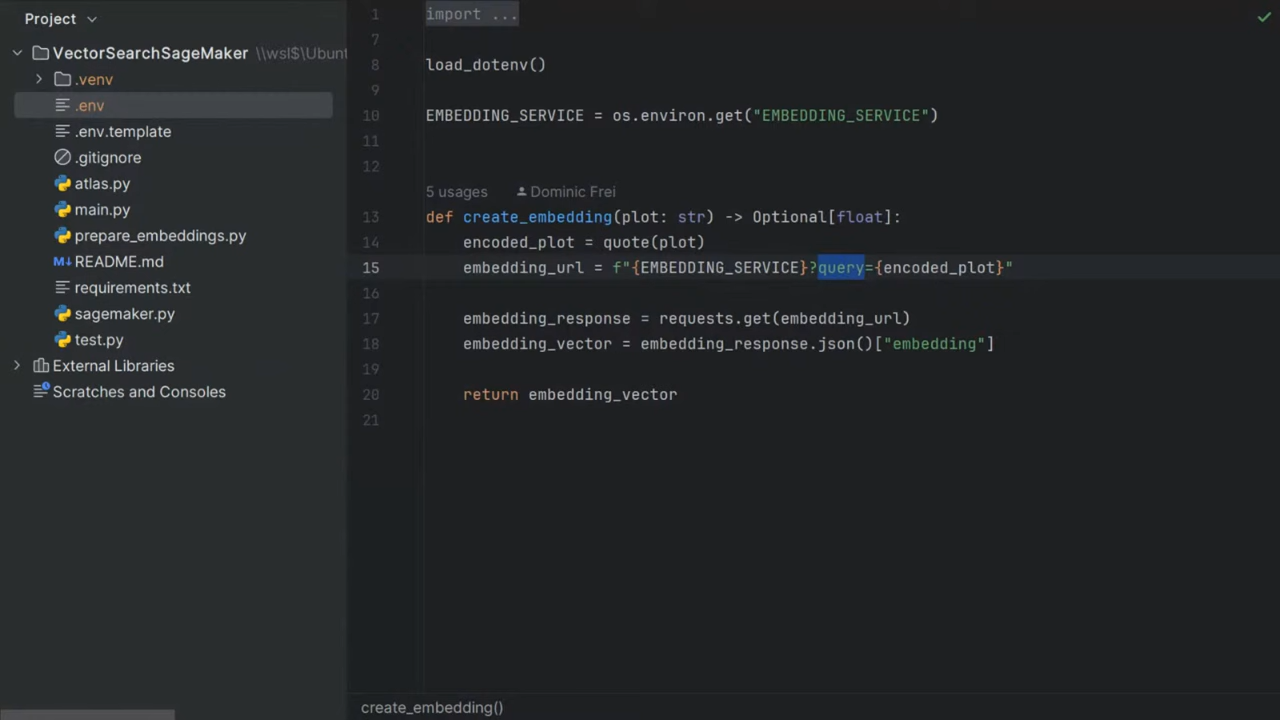 Project
VectorSearchSageMaker \\wsl$\Ubunt
.venv
.env
.env.template
.gitignore
atlas.py
main.py
prepare_embeddings.py
README.md
requirements.txt
sagemaker.py
test.py
External Libraries
Scratches and Consoles
1 import ...
7
8 load_dotenv()
9
10 EMBEDDING_SERVICE = os.environ.get("EMBEDDING_SERVICE")
11
12
5 usages Dominic Frei
13 def create_embedding(plot: str) -> Optional[float]:
14 encoded_plot = quote(plot)
15 embedding_url = f"{EMBEDDING_SERVICE}?query={encoded_plot}"
16
17 embedding_response = requests.get(embedding_url)
18 embedding_vector = embedding_response.json()["embedding"]
19
20 return embedding_vector
21
create_embedding()